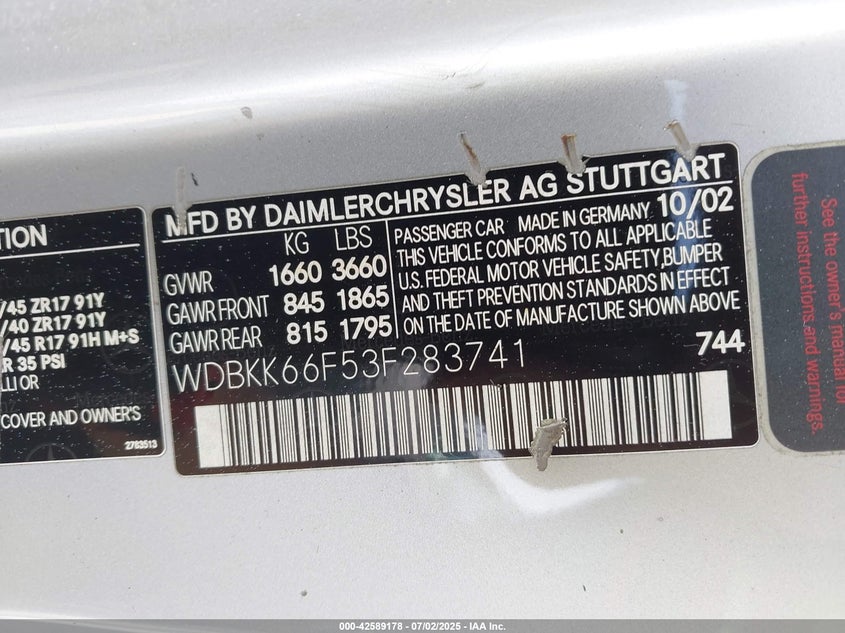 TION
/45 ZR17 91Y
/40 ZR17 91Y
/45 R17 91H M+S
R 35 PSI
LLI OR
COVER AND OWNER'S
2763513
MFD BY DAIMLERCHRYSLER AG STUTTGART
KG LBS
GVWR 1660 3660
GAWR FRONT 845 1865
GAWR REAR 815 1795
PASSENGER CAR MADE IN GERMANY 10/02
THIS VEHICLE CONFORMS TO ALL APPLICABLE
U.S. FEDERAL MOTOR VEHICLE SAFETY, BUMPER
AND THEFT PREVENTION STANDARDS IN EFFECT
ON THE DATE OF MANUFACTURE SHOWN ABOVE
WDBKK66F53F283741
744
See the owner's manual for
further instructions and warnings.
000-42589178 - 07/02/2025 - IAA Inc.